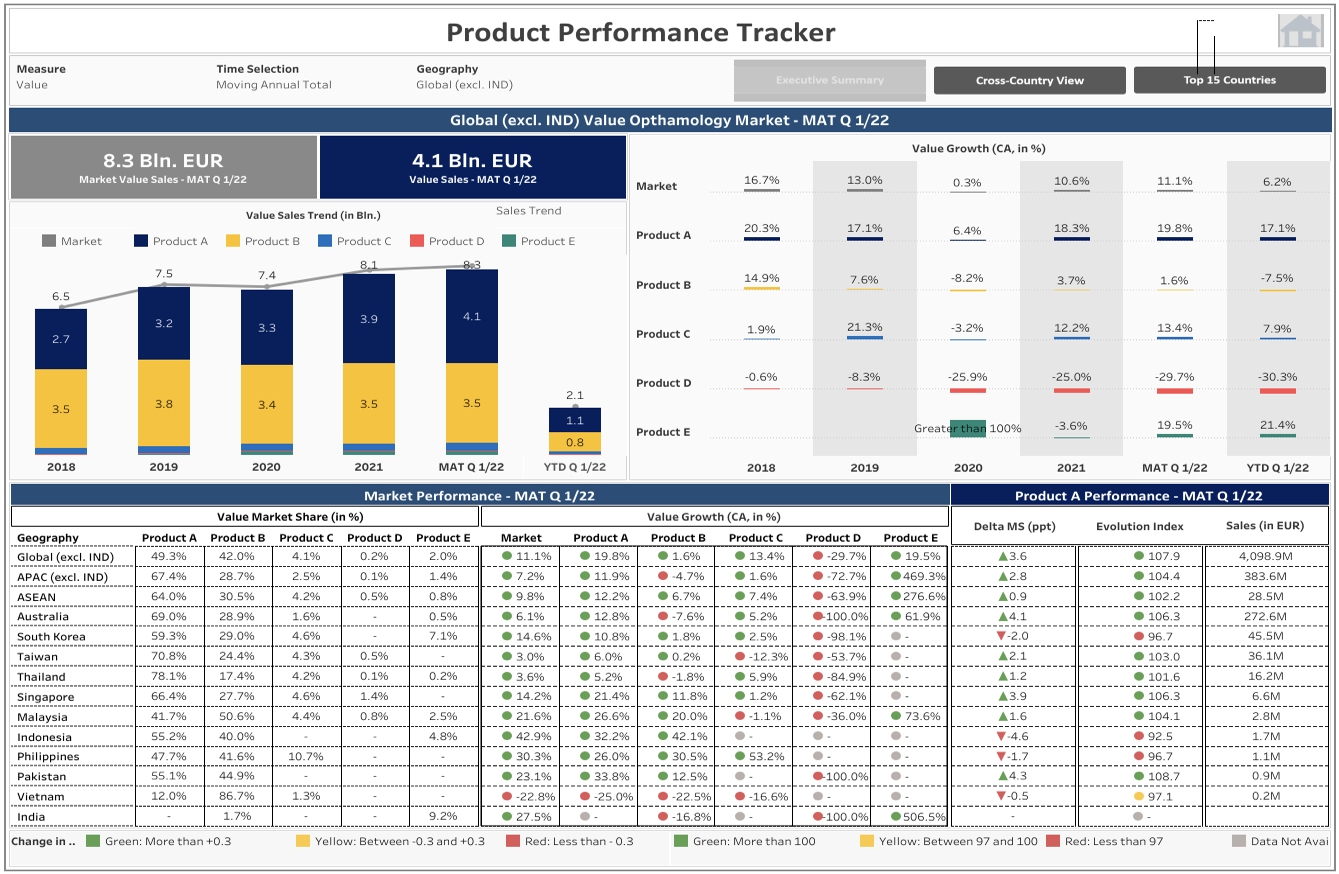 Product Performance Tracker
Measure
Value
Time Selection
Moving Annual Total
Geography
Global (excl. IND)
Executive Summary
Cross-Country View
Top 15 Countries
Global (excl. IND) Value Opthamology Market - MAT Q 1/22
8.3 Bln. EUR
Market Value Sales - MAT Q 1/22
4.1 Bln. EUR
Value Sales - MAT Q 1/22
Value Sales Trend (in Bln.)
Sales Trend
Market Product A Product B Product C Product D Product E
6.5 7.5 7.4 8.1 8.3 2.1
2.7 3.2 3.3 3.9 4.1 1.1
3.5 3.8 3.4 3.5 3.5 0.8
2018 2019 2020 2021 MAT Q 1/22 YTD Q 1/22
Value Growth (CA, in %)
Market 16.7% 13.0% 0.3% 10.6% 11.1% 6.2%
Product A 20.3% 17.1% 6.4% 18.3% 19.8% 17.1%
Product B 14.9% 7.6% -8.2% 3.7% 1.6% -7.5%
Product C 1.9% 21.3% -3.2% 12.2% 13.4% 7.9%
Product D -0.6% -8.3% -25.9% -25.0% -29.7% -30.3%
Product E Greater than 100% -3.6% 19.5% 21.4%
2018 2019 2020 2021 MAT Q 1/22 YTD Q 1/22
Market Performance - MAT Q 1/22
Product A Performance - MAT Q 1/22
Value Market Share (in %)
Value Growth (CA, in %)
Delta MS (ppt) Evolution Index Sales (in EUR)
Geography Product A Product B Product C Product D Product E Market Product A Product B Product C Product D Product E
Global (excl. IND) 49.3% 42.0% 4.1% 0.2% 2.0% 11.1% 19.8% 1.6% 13.4% -29.7% 19.5% 3.6 107.9 4,098.9M
APAC (excl. IND) 67.4% 28.7% 2.5% 0.1% 1.4% 7.2% 11.9% -4.7% 1.6% -72.7% 469.3% 2.8 104.4 383.6M
ASEAN 64.0% 30.5% 4.2% 0.5% 0.8% 9.8% 12.2% 6.7% 7.4% -63.9% 276.6% 0.9 102.2 28.5M
Australia 69.0% 28.9% 1.6% - 0.5% 6.1% 12.8% -7.6% 5.2% -100.0% 61.9% 4.1 106.3 272.6M
South Korea 59.3% 29.0% 4.6% - 7.1% 14.6% 10.8% 1.8% 2.5% -98.1% - -2.0 96.7 45.5M
Taiwan 70.8% 24.4% 4.3% 0.5% - 3.0% 6.0% 0.2% -12.3% -53.7% - 2.1 103.0 36.1M
Thailand 78.1% 17.4% 4.2% 0.1% 0.2% 3.6% 5.2% -1.8% 5.9% -84.9% - 1.2 101.6 16.2M
Singapore 66.4% 27.7% 4.6% 1.4% - 14.2% 21.4% 11.8% 1.2% -62.1% - 3.9 106.3 6.6M
Malaysia 41.7% 50.6% 4.4% 0.8% 2.5% 21.6% 26.6% 20.0% -1.1% -36.0% 73.6% 1.6 104.1 2.8M
Indonesia 55.2% 40.0% - - 4.8% 42.9% 32.2% 42.1% - - - -4.6 92.5 1.7M
Philippines 47.7% 41.6% 10.7% - - 30.3% 26.0% 30.5% 53.2% - - -1.7 96.7 1.1M
Pakistan 55.1% 44.9% - - - 23.1% 33.8% 12.5% - -100.0% - 4.3 108.7 0.9M
Vietnam 12.0% 86.7% 1.3% - - -22.8% -25.0% -22.5% -16.6% - - -0.5 97.1 0.2M
India - 1.7% - - 9.2% 27.5% - -16.8% - -100.0% 506.5% - - -
Change in .. Green: More than +0.3 Yellow: Between -0.3 and +0.3 Red: Less than - 0.3 Green: More 100 Yellow: Between 97 and 100 Red: Less than 97 Data Not Avai